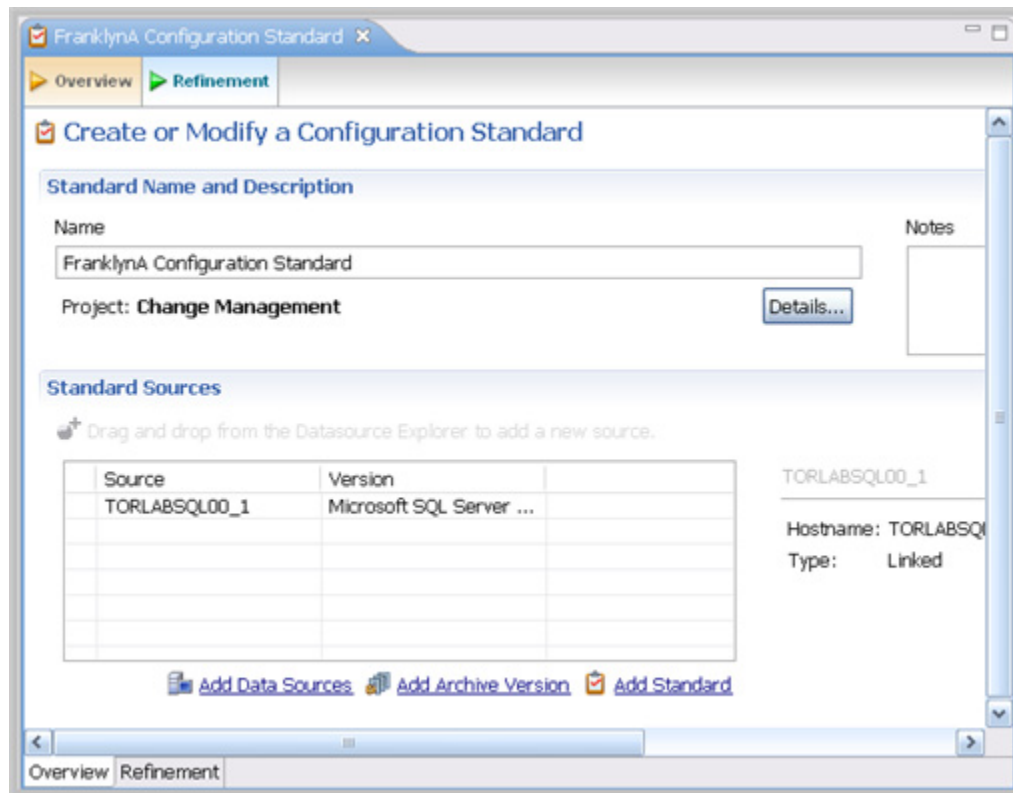 FranklynA Configuration Standard
Overview Refinement
Create or Modify a Configuration Standard
Standard Name and Description
Name Notes
FranklynA Configuration Standard
Project: Change Management Details...
Standard Sources
Drag and drop from the Datasource Explorer to add a new source.
Source Version TORLABSQL00_1
TORLABSQL00_1 Microsoft SQL Server ...
Hostname: TORLABSQL
Type: Linked
Add Data Sources Add Archive Version Add Standard
Overview Refinement